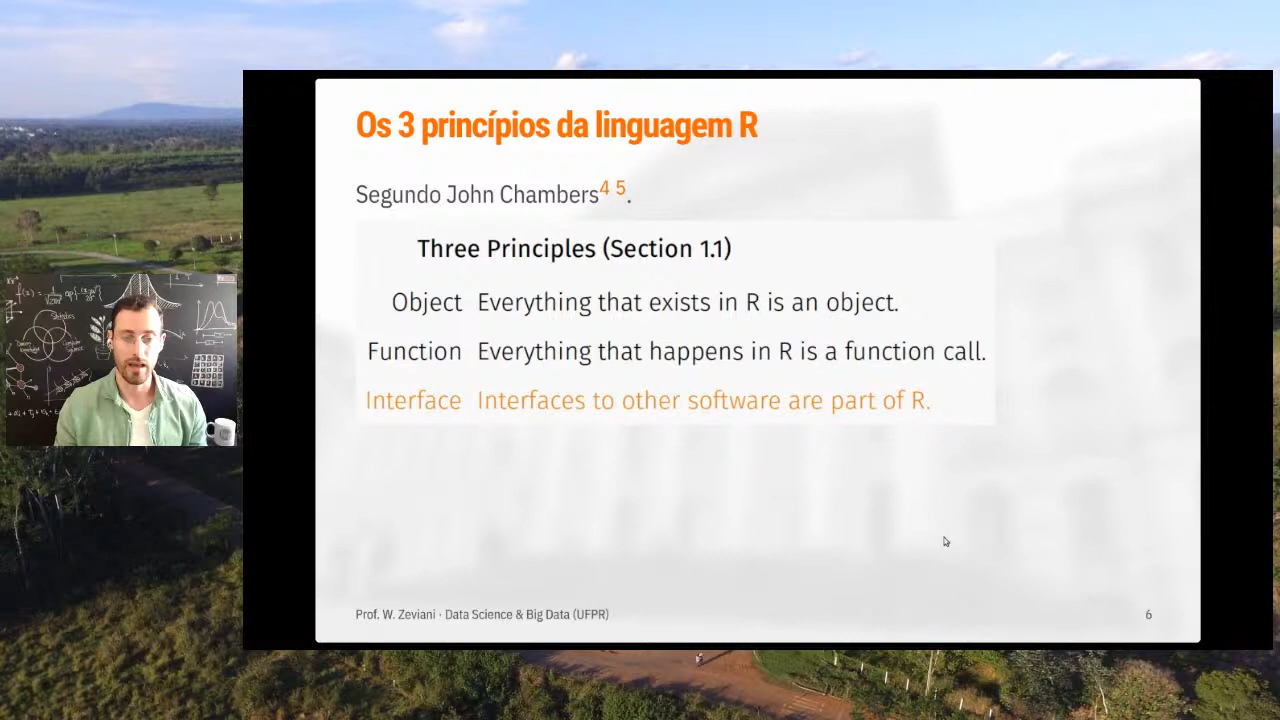 Os 3 princípios da linguagem R
Segundo John Chambers4 5.
Three Principles (Section 1.1)
Object Everything that exists in R is an object.
Function Everything that happens in R is a function call.
Interface Interfaces to other software are part of R.
Prof. W. Zeviani · Data Science & Big Data (UFPR)
6